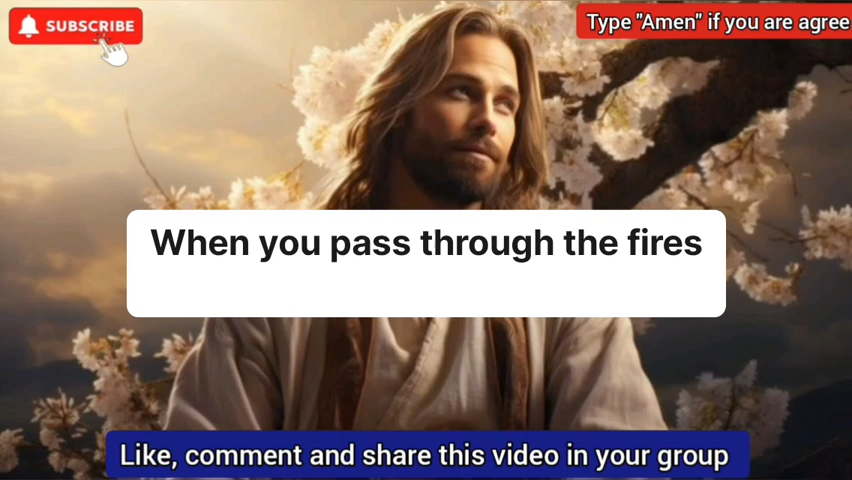 SUBSCRIBE
Type "Amen" if you are agree
When you pass through the fires
Like, comment and share this video in your group